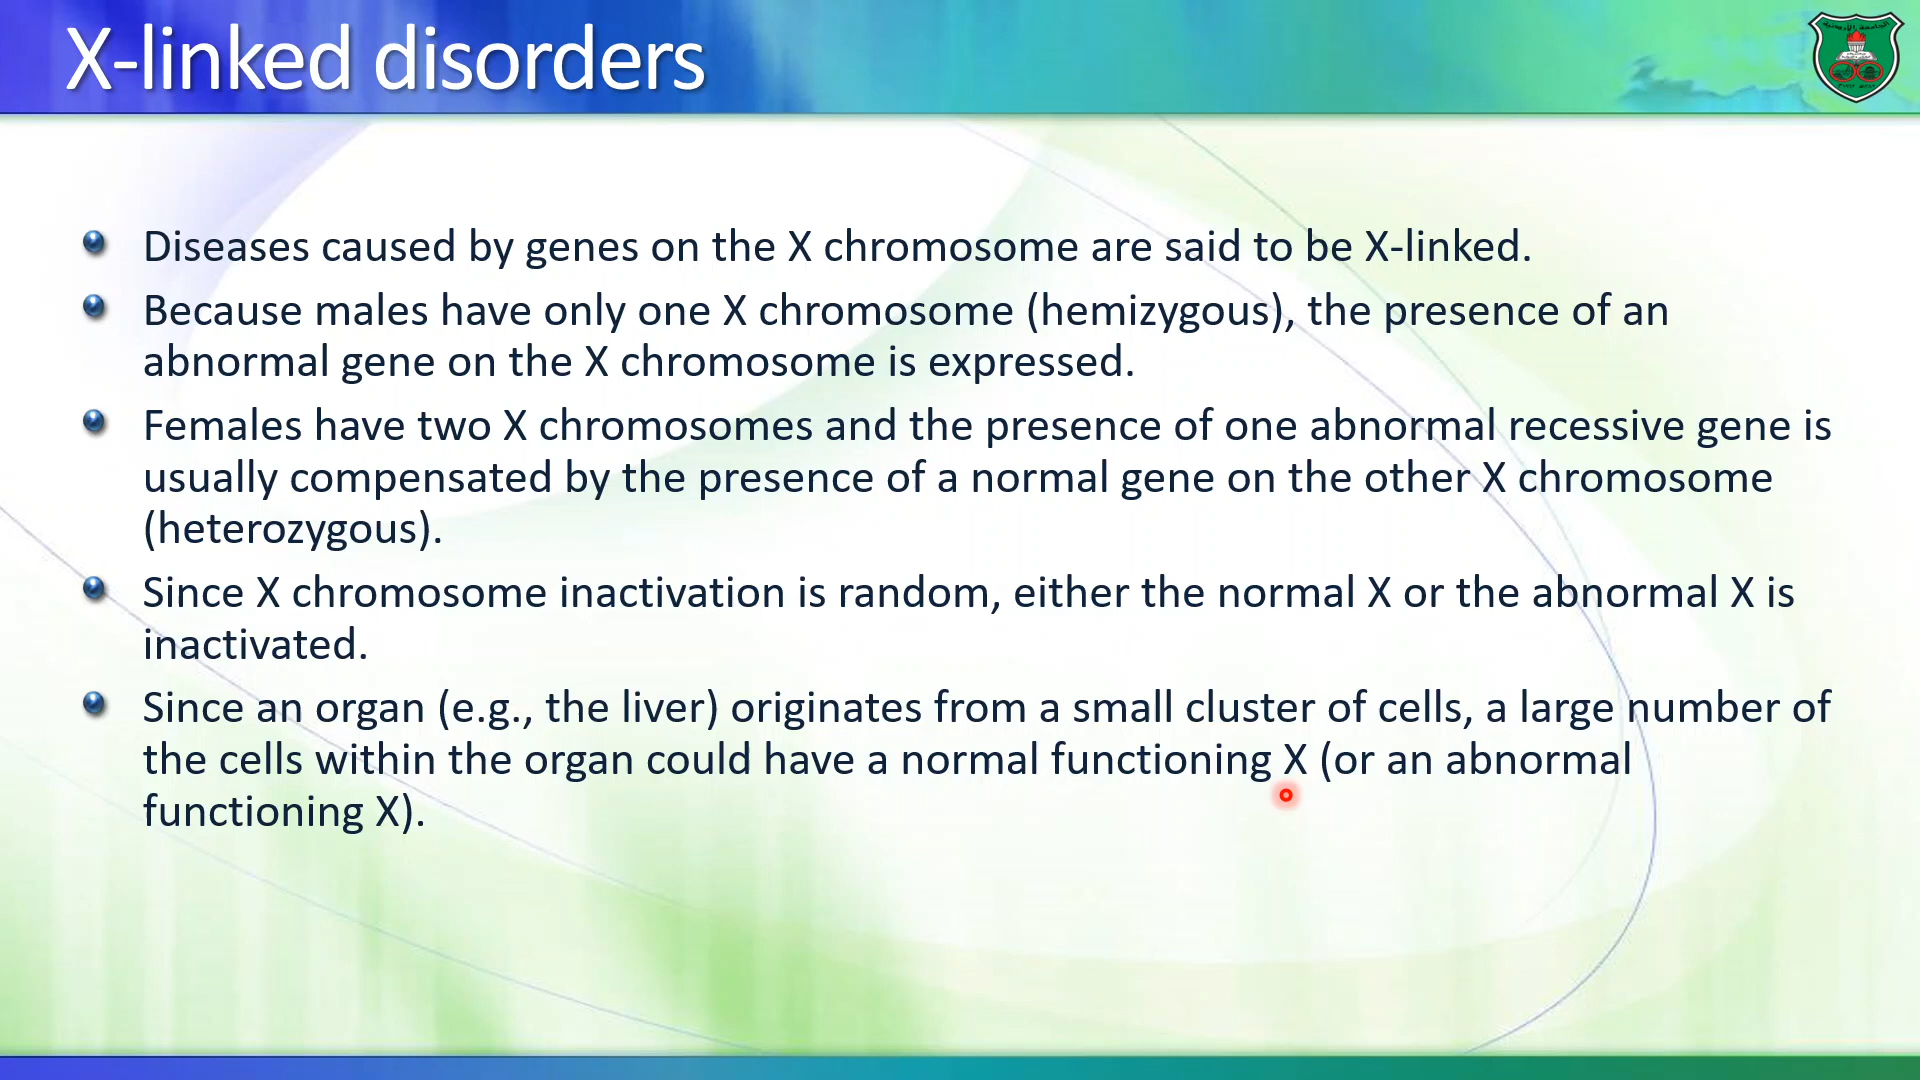 X-linked disorders
Diseases caused by genes on the X chromosome are said to be X-linked.
Because males have only one X chromosome (hemizygous), the presence of an
abnormal gene on the X chromosome is expressed.
Females have two X chromosomes and the presence of one abnormal recessive gene is
usually compensated by the presence of a normal gene on the other X chromosome
(heterozygous).
Since X chromosome inactivation is random, either the normal X or the abnormal X is
inactivated.
Since an organ (e.g., the liver) originates from a small cluster of cells, a large number of
the cells within the organ could have a normal functioning X (or an abnormal
functioning X).